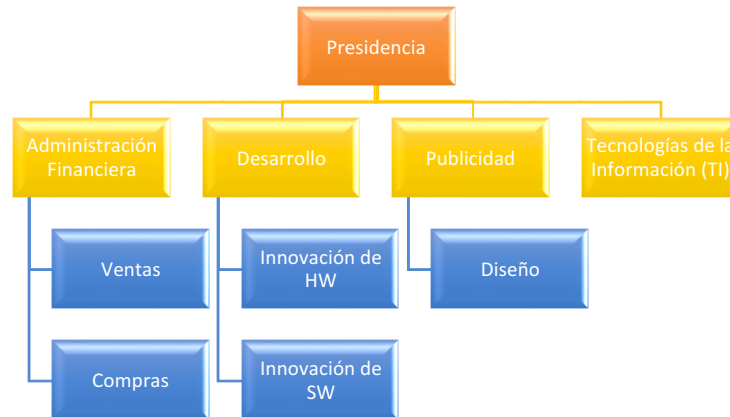 Presidencia
Administración
Financiera
Desarrollo
Publicidad
Tecnologías de la
Información (TI)
Ventas
Innovación de
HW
Diseño
Compras
Innovación de
SW